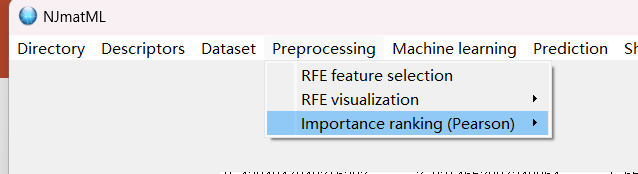 NJmatML
Directory Descriptors Dataset Preprocessing Machine learning Prediction
RFE feature selection
RFE visualization
Importance ranking (Pearson)